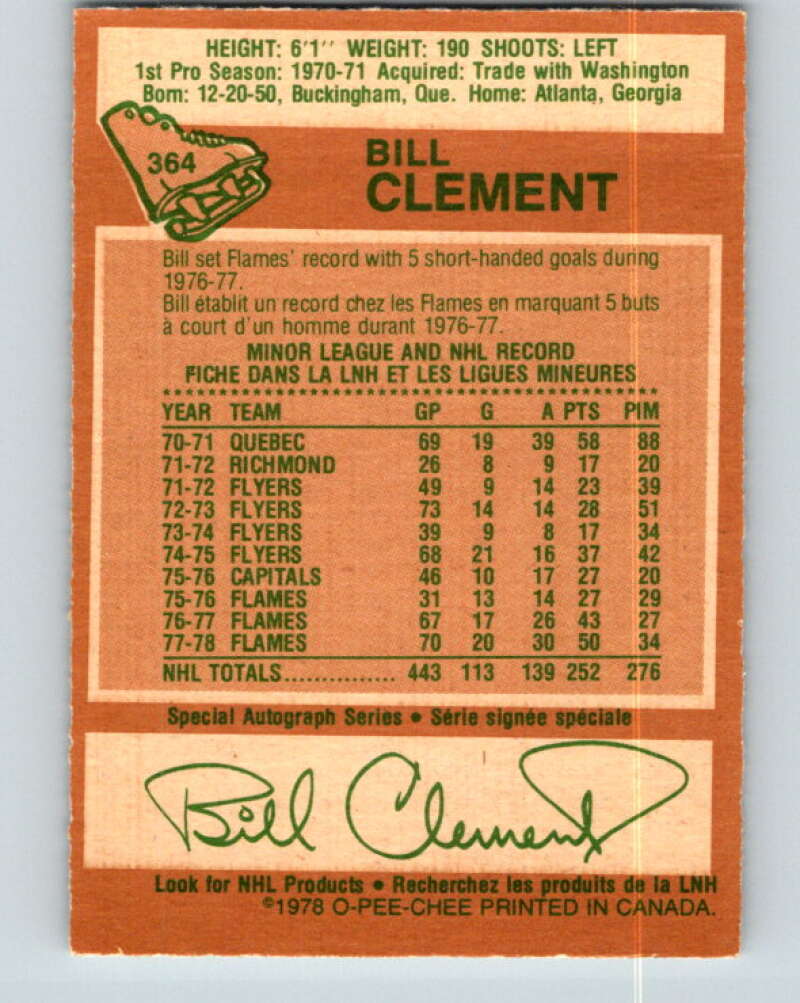 HEIGHT: 6'1'' WEIGHT: 190 SHOOTS: LEFT
1st Pro Season: 1970-71 Acquired: Trade with Washington
Born: 12-20-50, Buckingham, Que. Home: Atlanta, Georgia
364
BILL
CLEMENT
Bill set Flames' record with 5 short-handed goals during
1976-77.
Bill établit un record chez les Flames en marquant 5 buts
à court d'un homme durant 1976-77.
MINOR LEAGUE AND NHL RECORD
FICHE DANS LA LNH ET LES LIGUES MINEURES
YEAR TEAM GP G A PTS PIM
70-71 QUEBEC 69 19 39 58 88
71-72 RICHMOND 26 8 9 17 20
71-72 FLYERS 49 9 14 23 39
72-73 FLYERS 73 14 14 28 51
73-74 FLYERS 39 9 8 17 34
74-75 FLYERS 68 21 16 37 42
75-76 CAPITALS 46 10 17 27 20
75-76 FLAMES 31 13 14 27 29
76-77 FLAMES 67 17 26 43 27
77-78 FLAMES 70 20 30 50 34
NHL TOTALS................ 443 113 139 252 276
Special Autograph Series • Série signée spéciale
Bill Clement
Look for NHL Products • Recherchez les produits de la LNH
©1978 O-PEE-CHEE PRINTED IN CANADA.